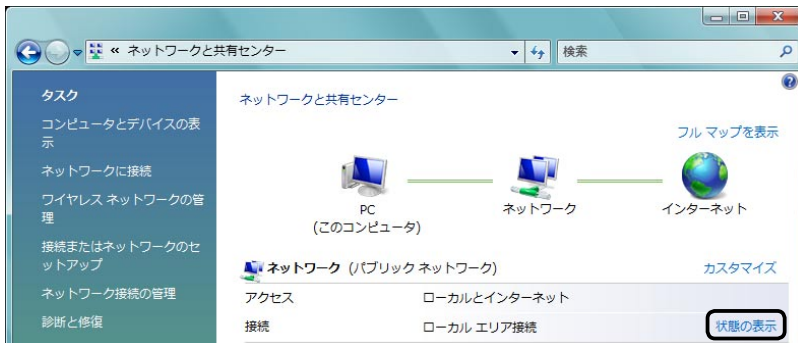 « ネットワークと共有センター
検索
タスク
コンピュータとデバイスの表
示
ネットワークに接続
ワイヤレス ネットワークの管
理
接続またはネットワークのセ
ットアップ
ネットワーク接続の管理
診断と修復
ネットワークと共有センター
フル マップを表示
PC
(このコンピュータ)
ネットワーク
インターネット
ネットワーク (パブリック ネットワーク)
カスタマイズ
アクセス ローカルとインターネット
接続 ローカル エリア接続 状態の表示